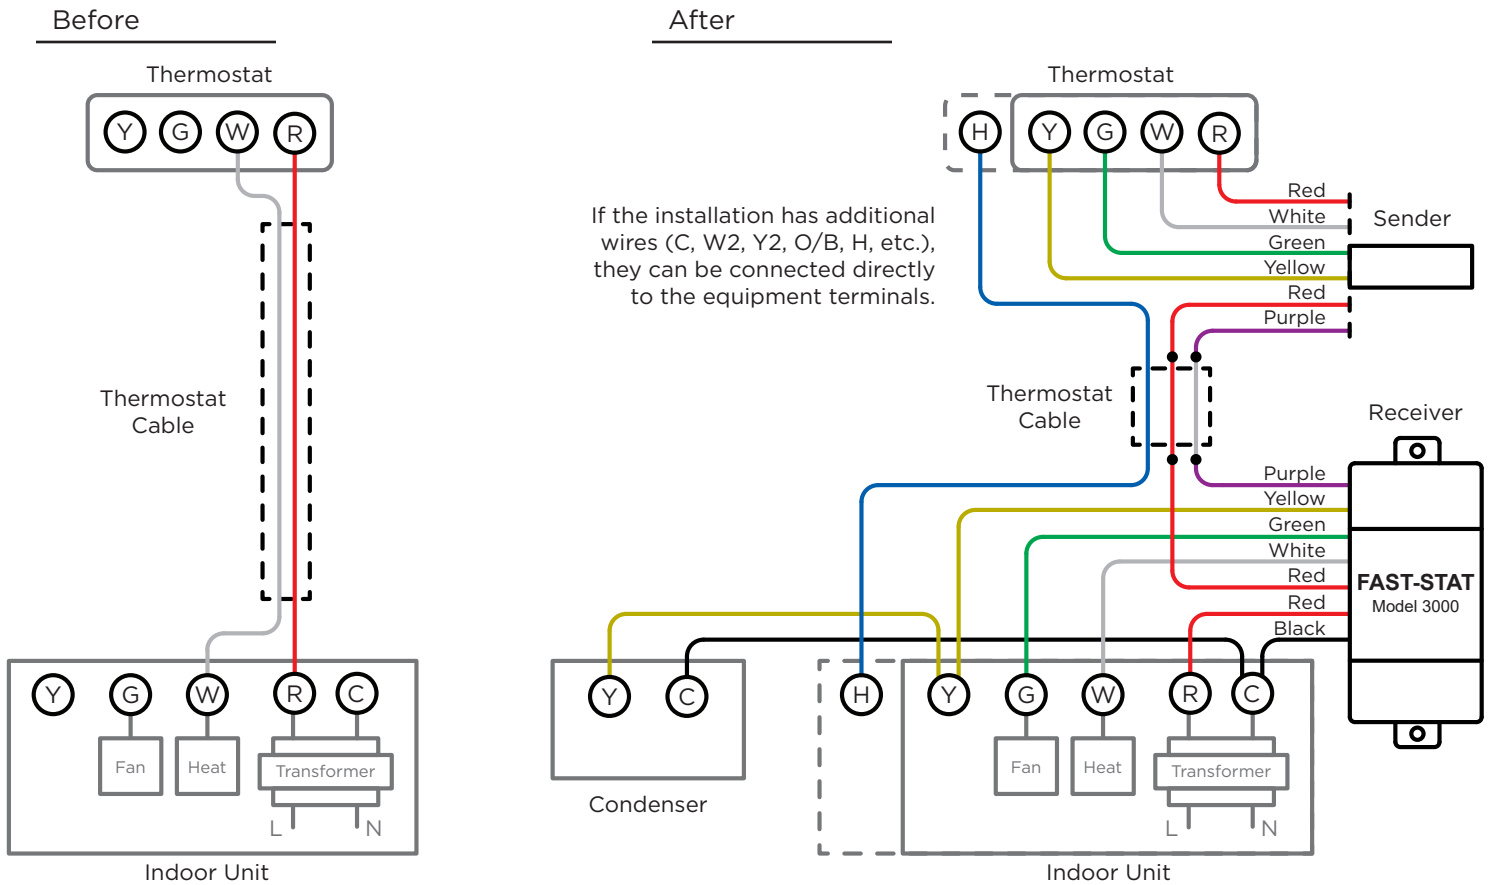 Before
Thermostat
Y G W R
Thermostat
Cable
Y G W R C
Fan Heat Transformer
L N
Indoor Unit
After
Thermostat
H Y G W R
If the installation has additional
wires (C, W2, Y2, O/B, H, etc.),
they can be connected directly
to the equipment terminals.
Red
White
Green
Yellow
Red
Purple
Sender
Thermostat
Cable
Receiver
Purple
Yellow
Green
White
Red
Red
Black
FAST-STAT
Model 3000
Y C
Condenser
H Y G W R C
Fan Heat Transformer
L N
Indoor Unit